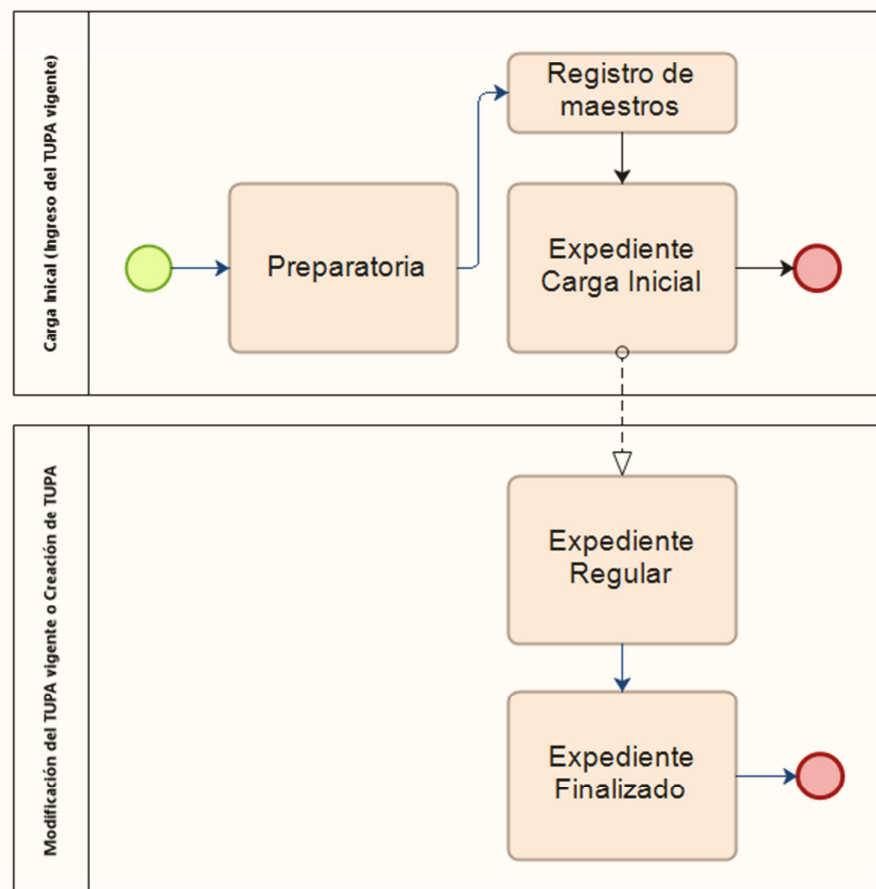 Carga Inical (Ingreso del TUPA vigente)
Registro de
maestros
Preparatoria
Expediente
Carga Inicial
Modificación del TUPA vigente o Creación de TUPA
Expediente
Regular
Expediente
Finalizado